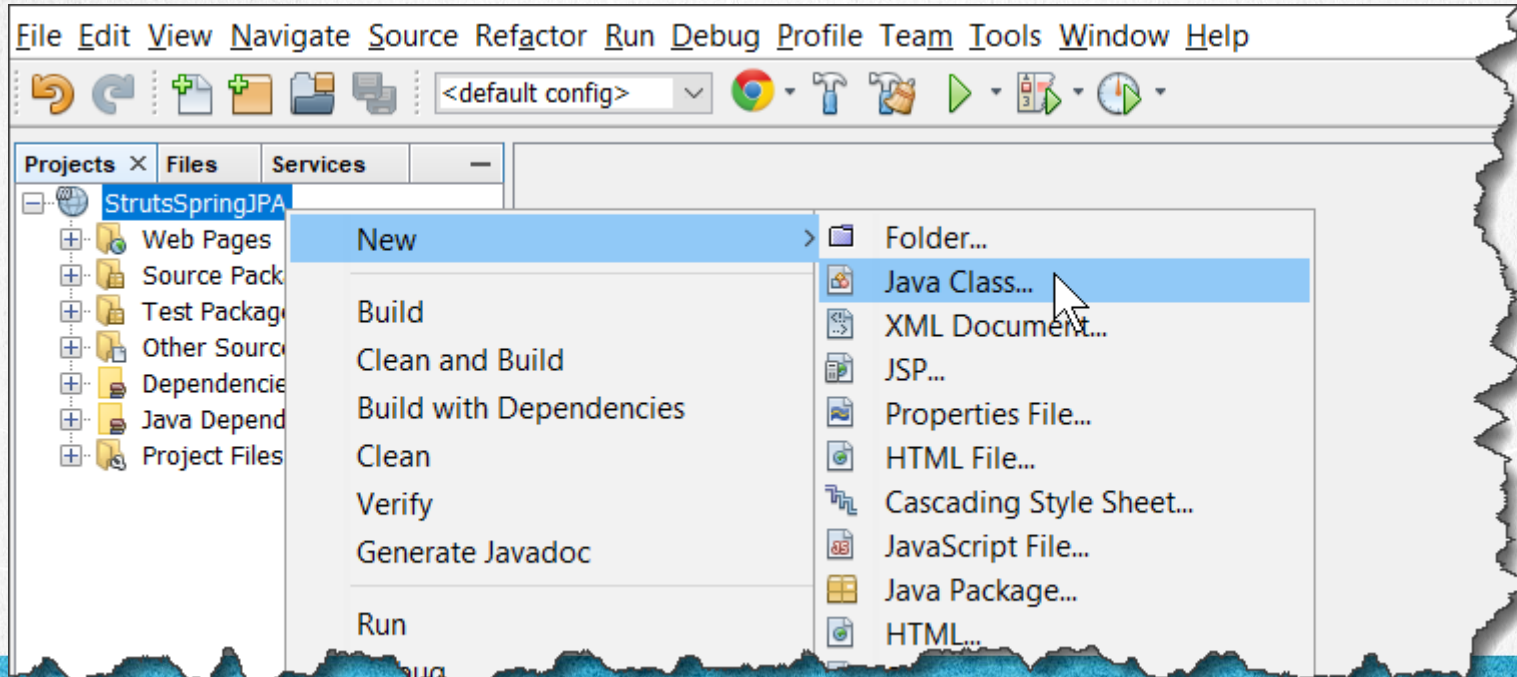 File Edit View Navigate Source Refactor Run Debug Profile Team Tools Window Help
<default config>
Projects Files Services
StrutsSpringJPA
Web Pages
Source Pack
Test Packag
Other Sourc
Dependencie
Java Depend
Project Files
New
Build
Clean and Build
Build with Dependencies
Clean
Verify
Generate Javadoc
Run
Folder...
Java Class...
XML Document...
JSP...
Properties File...
HTML File...
Cascading Style Sheet...
JavaScript File...
Java Package...
HTML...